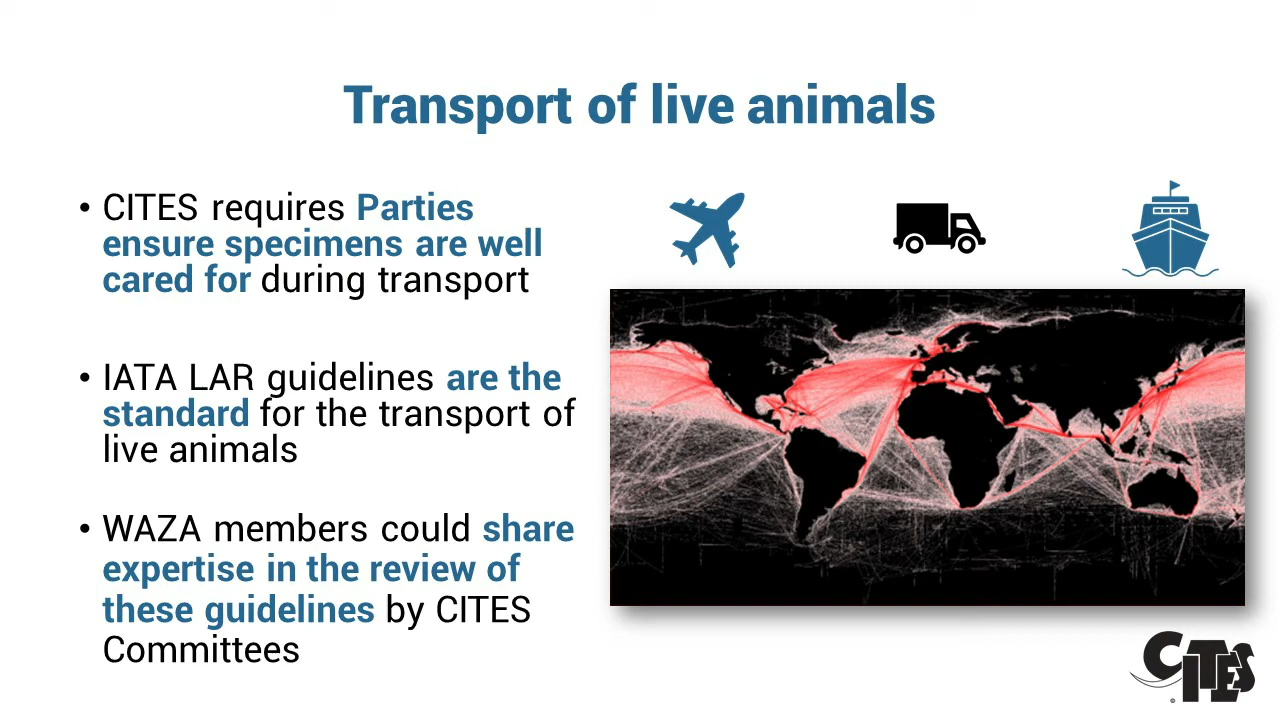 Transport of live animals
• CITES requires Parties
ensure specimens are well
cared for during transport
• IATA LAR guidelines are the
standard for the transport of
live animals
• WAZA members could share
expertise in the review of
these guidelines by CITES
Committees
CITES
®